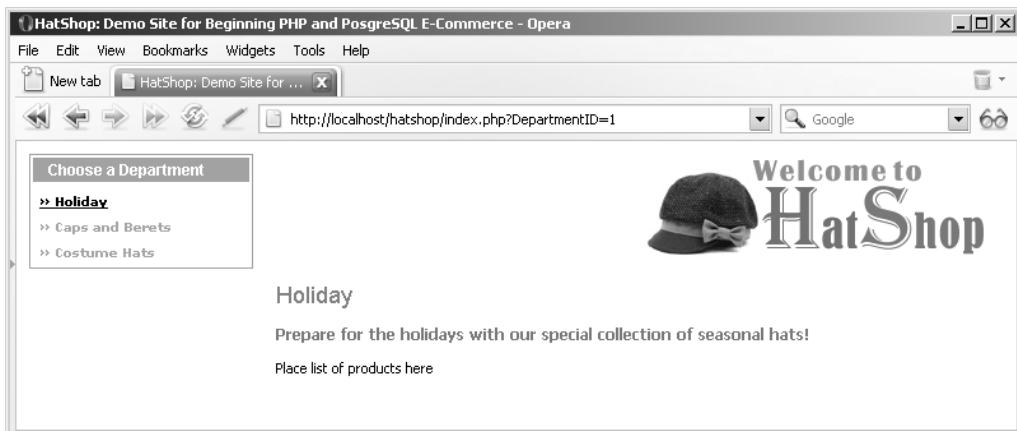 HatShop: Demo Site for Beginning PHP and PosgreSQL E-Commerce - Opera
File Edit View Bookmarks Widgets Tools Help
New tab HatShop: Demo Site for ...
http://localhost/hatshop/index.php?DepartmentID=1 Google
Choose a Department
» Holiday
» Caps and Berets
» Costume Hats
Welcome to
HatShop
Holiday
Prepare for the holidays with our special collection of seasonal hats!
Place list of products here